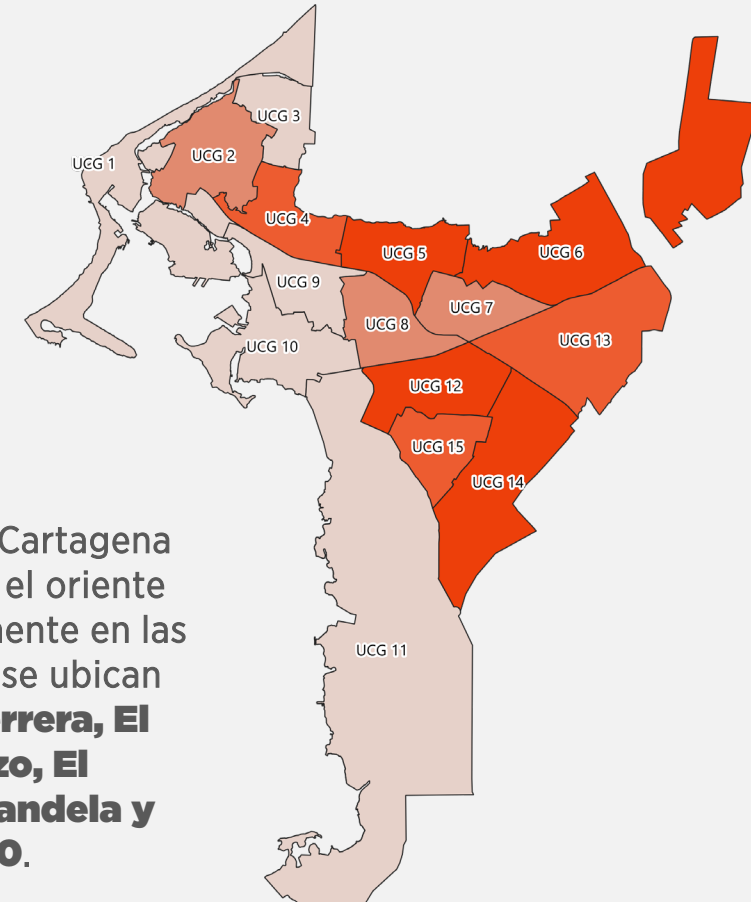 UCG 3
UCG 1
UCG 2
UCG 4
UCG 5
UCG 6
UCG 9
UCG 7
UCG 8
UCG 13
UCG 10
UCG 12
UCG 15
UCG 14
UCG 11
Cartagena
el oriente
nente en las
se ubican
rrera, El
zo, El
andela y
0.